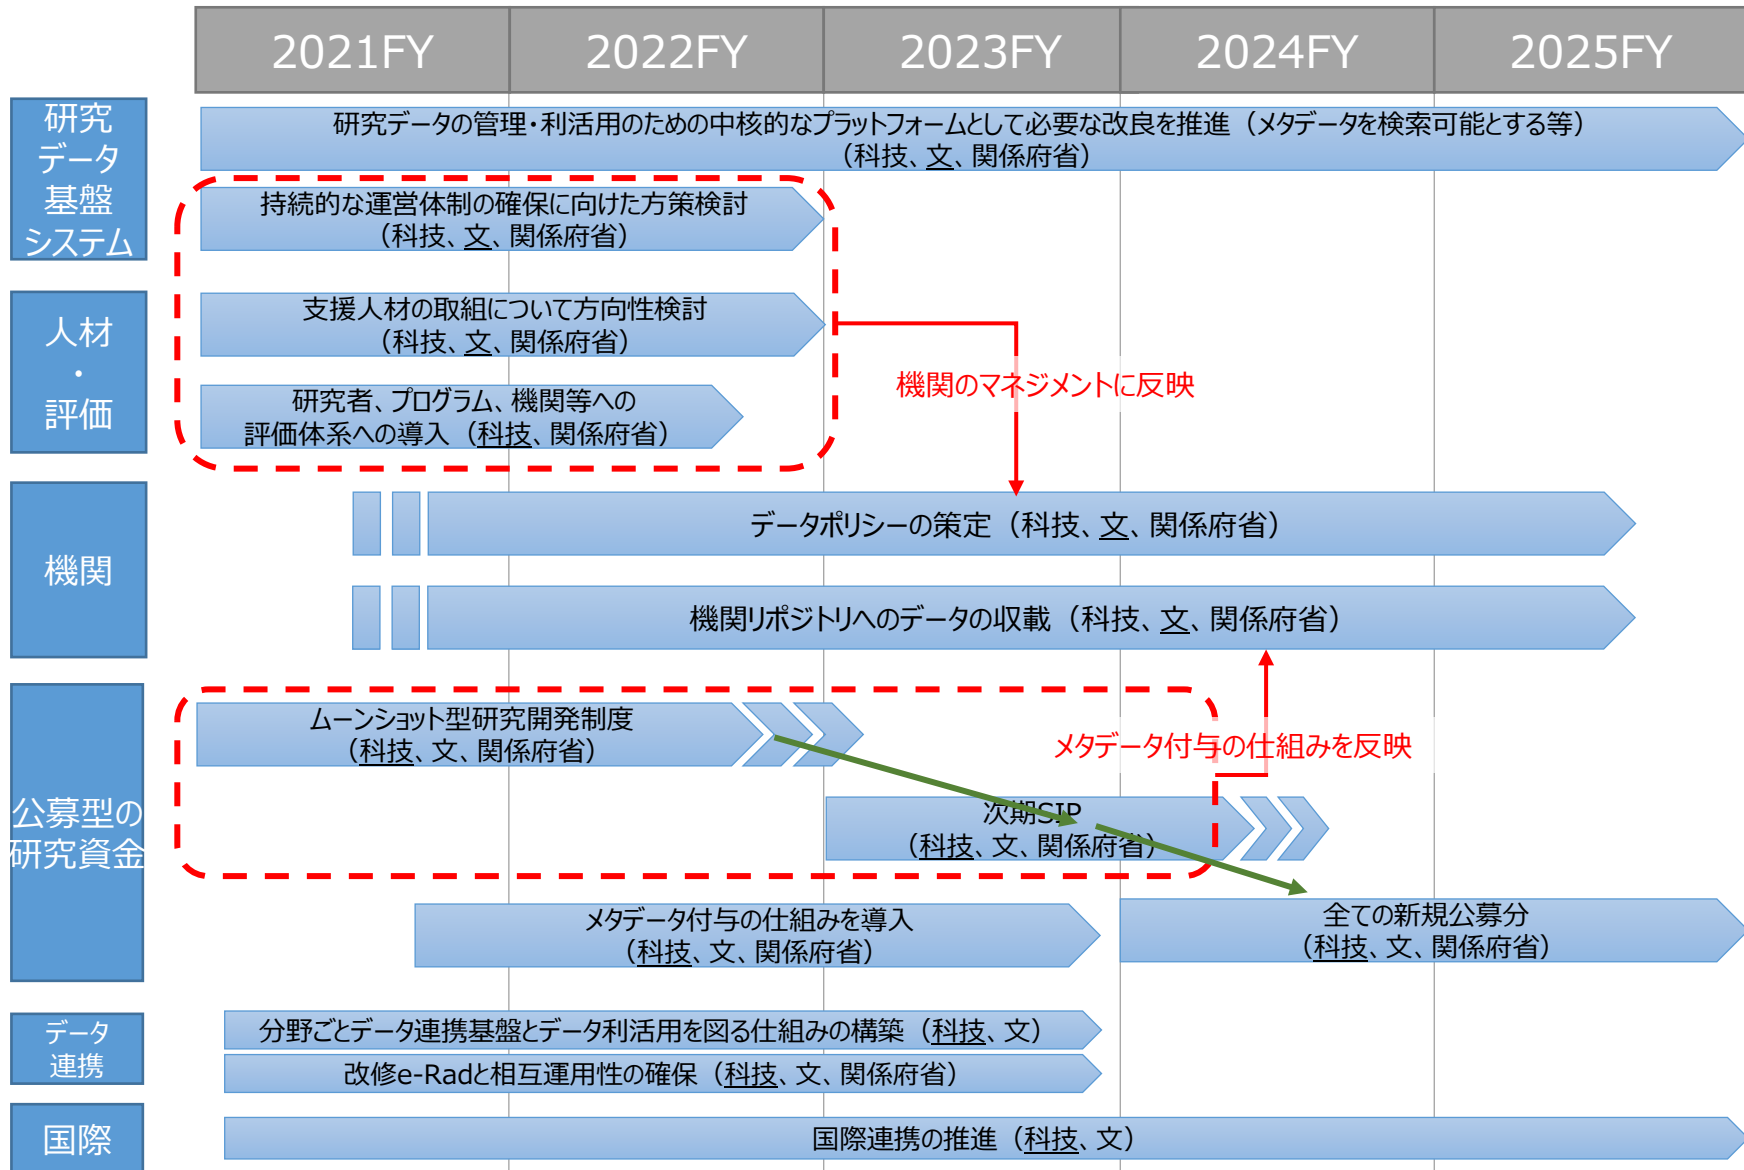 2021FY 2022FY 2023FY 2024FY 2025FY
研究
データ
基盤
システム
研究データの管理・利活用のための中核的なプラットフォームとして必要な改良を推進（メタデータを検索可能とする等）
（科技、文、関係府省）
持続的な運営体制の確保に向けた方策検討
（科技、文、関係府省）
人材
・
評価
支援人材の取組について方向性検討
（科技、文、関係府省）
研究者、プログラム、機関等への
評価体系への導入（科技、関係府省）
機関のマネジメントに反映
機関
データポリシーの策定（科技、文、関係府省）
機関リポジトリへのデータの収載（科技、文、関係府省）
公募型の
研究資金
ムーンショット型研究開発制度
（科技、文、関係府省）
メタデータ付与の仕組みを反映
次期SIP
（科技、文、関係府省）
メタデータ付与の仕組みを導入
（科技、文、関係府省）
全ての新規公募分
（科技、文、関係府省）
データ
連携
分野ごとデータ連携基盤とデータ利活用を図る仕組みの構築（科技、文）
改修e-Radと相互運用性の確保（科技、文、関係府省）
国際
国際連携の推進（科技、文）